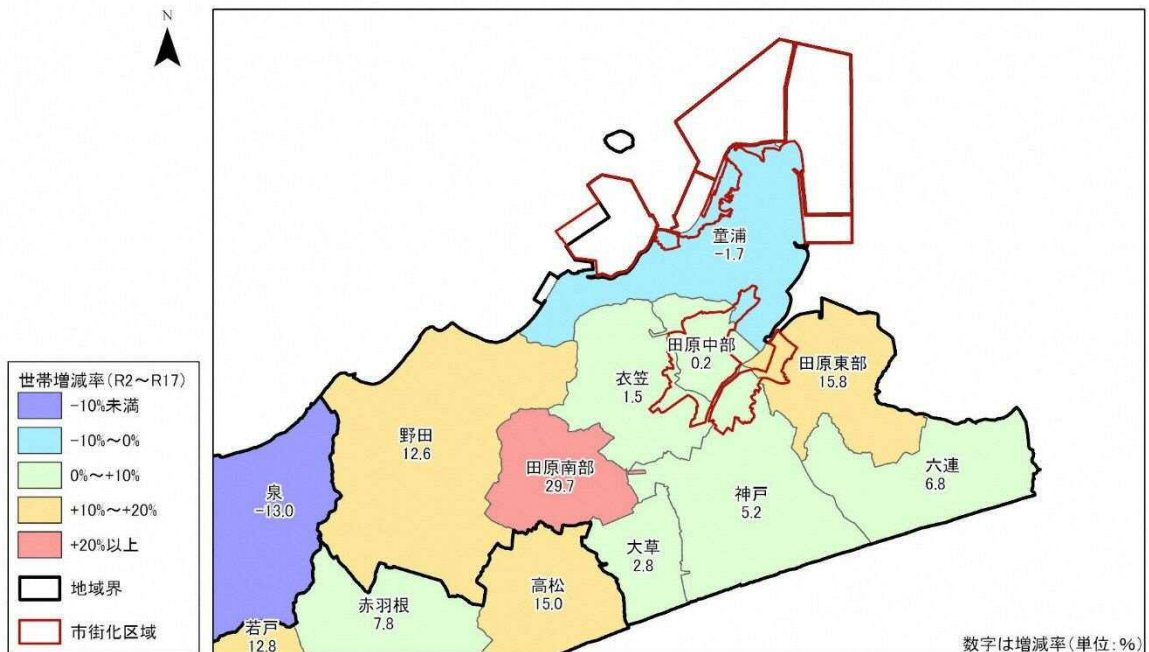 N
童浦
-1.7
田原中部
0.2
田原東部
15.8
衣笠
1.5
世帯増減率(R2～R17)
-10%未満
-10%～0%
0%～+10%
+10%～+20%
+20%以上
地域界
市街化区域
野田
12.6
田原南部
29.7
六連
6.8
泉
-13.0
神戸
5.2
大草
2.8
高松
15.0
赤羽根
7.8
若戸
12.8
数字は増減率(単位:%)